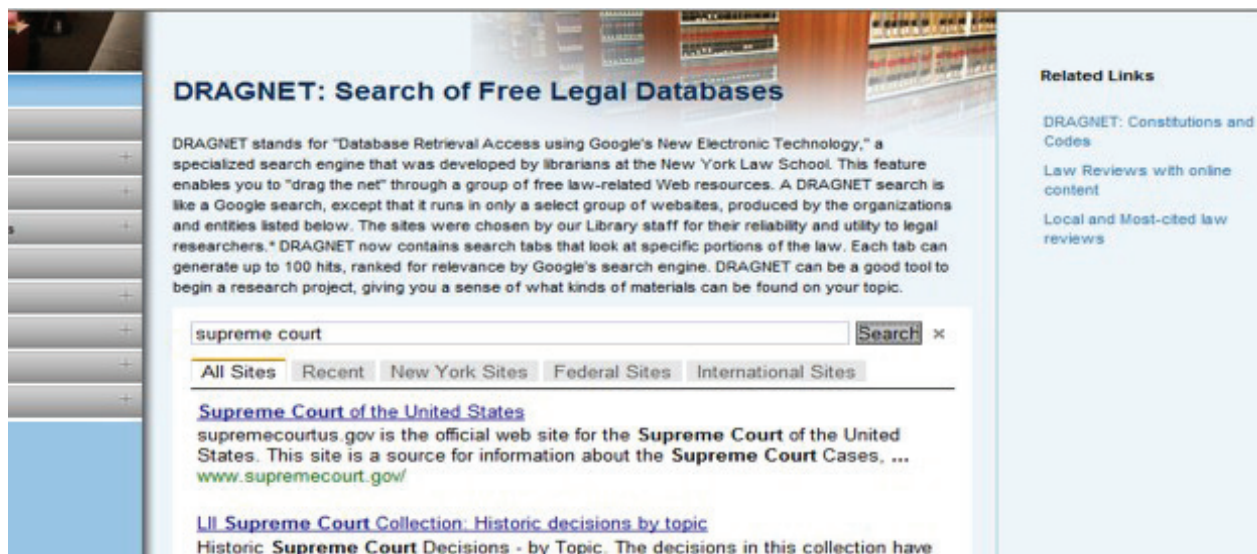 DRAGNET: Search of Free Legal Databases
DRAGNET stands for "Database Retrieval Access using Google's New Electronic Technology," a
specialized search engine that was developed by librarians at the New York Law School. This feature
enables you to "drag the net" through a group of free law-related Web resources. A DRAGNET search is
like a Google search, except that it runs in only a select group of websites, produced by the organizations
and entities listed below. The sites were chosen by our Library staff for their reliability and utility to legal
researchers.* DRAGNET now contains search tabs that look at specific portions of the law. Each tab can
generate up to 100 hits, ranked for relevance by Google's search engine. DRAGNET can be a good tool to
begin a research project, giving you a sense of what kinds of materials can be found on your topic.
supreme court Search ×
All Sites Recent New York Sites Federal Sites International Sites
Supreme Court of the United States
supremecourtus.gov is the official web site for the Supreme Court of the United
States. This site is a source for information about the Supreme Court Cases, ...
www.supremecourt.gov/
LII Supreme Court Collection: Historic decisions by topic
Historic Supreme Court Decisions - by Topic. The decisions in this collection have
Related Links
DRAGNET: Constitutions and
Codes
Law Reviews with online
content
Local and Most-cited law
reviews